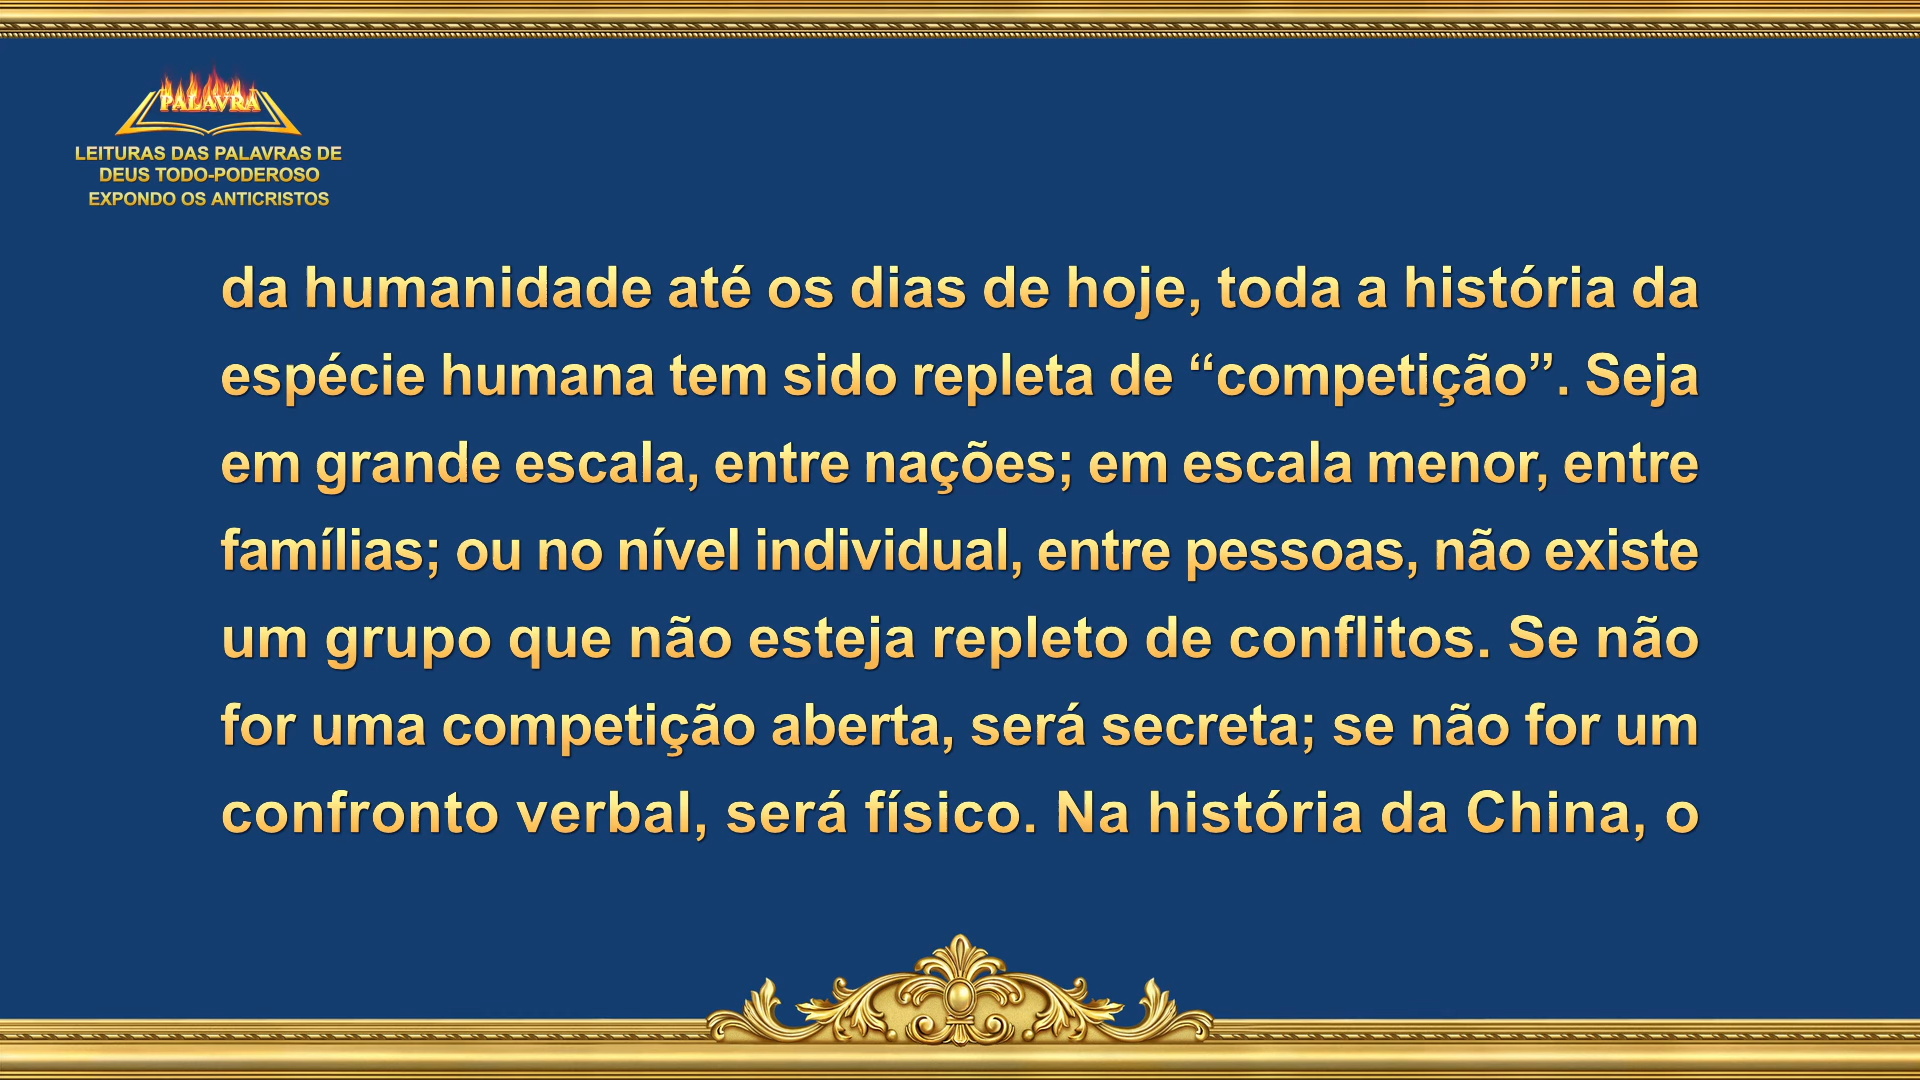 PALAVRA
LEITURAS DAS PALAVRAS DE
DEUS TODO-PODEROSO
EXPONDO OS ANTICRISTOS
da humanidade até os dias de hoje, toda a história da
espécie humana tem sido repleta de “competição”. Seja
em grande escala, entre nações; em escala menor, entre
famílias; ou no nível individual, entre pessoas, não existe
um grupo que não esteja repleto de conflitos. Se não
for uma competição aberta, será secreta; se não for um
confronto verbal, será físico. Na história da China, o